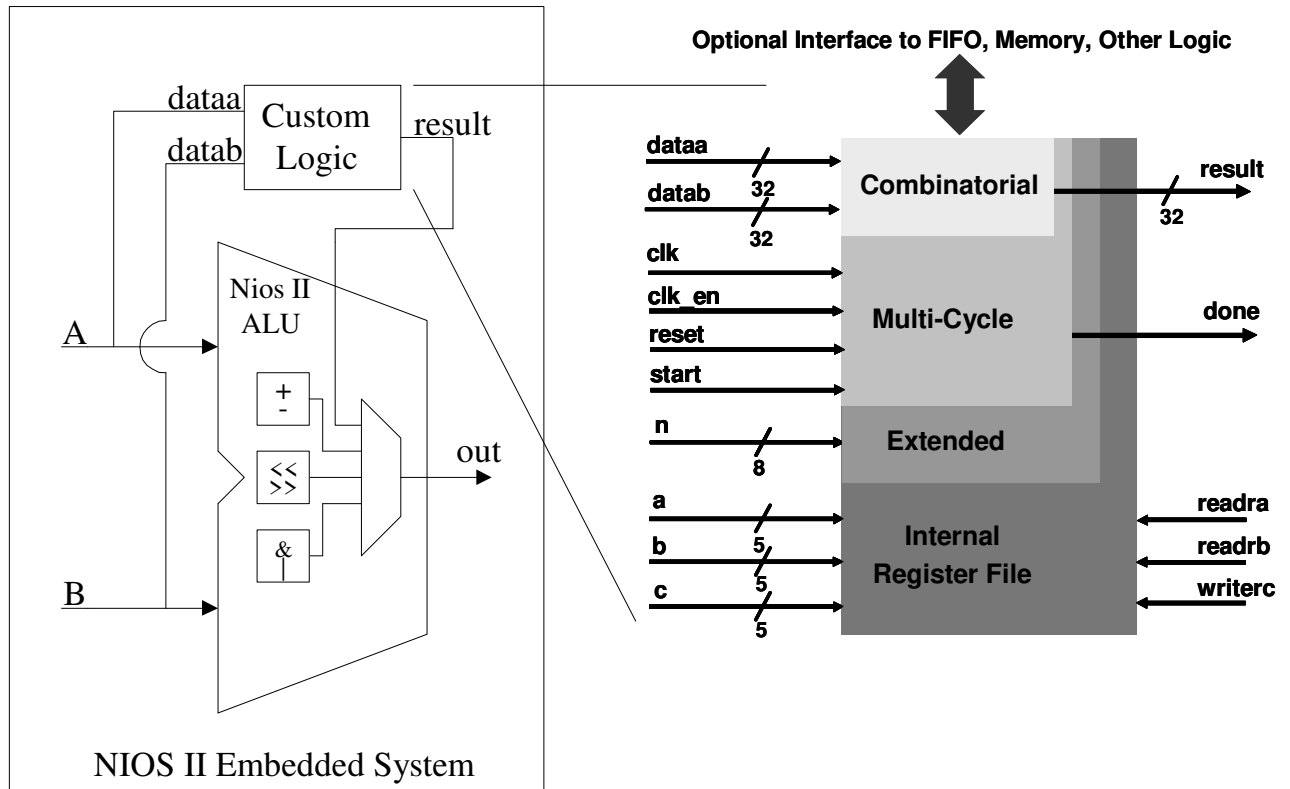 Optional Interface to FIFO, Memory, Other Logic
dataa
datab
Custom
Logic
result
Nios II
ALU
A
B
+
-
<<
>>
&
|
out
NIOS II Embedded System
dataa
32
datab
32
clk
clk_en
reset
start
n
8
a
5
b
5
c
5
Combinatorial
Multi-Cycle
Extended
Internal
Register File
result
32
done
readra
readrb
writerc